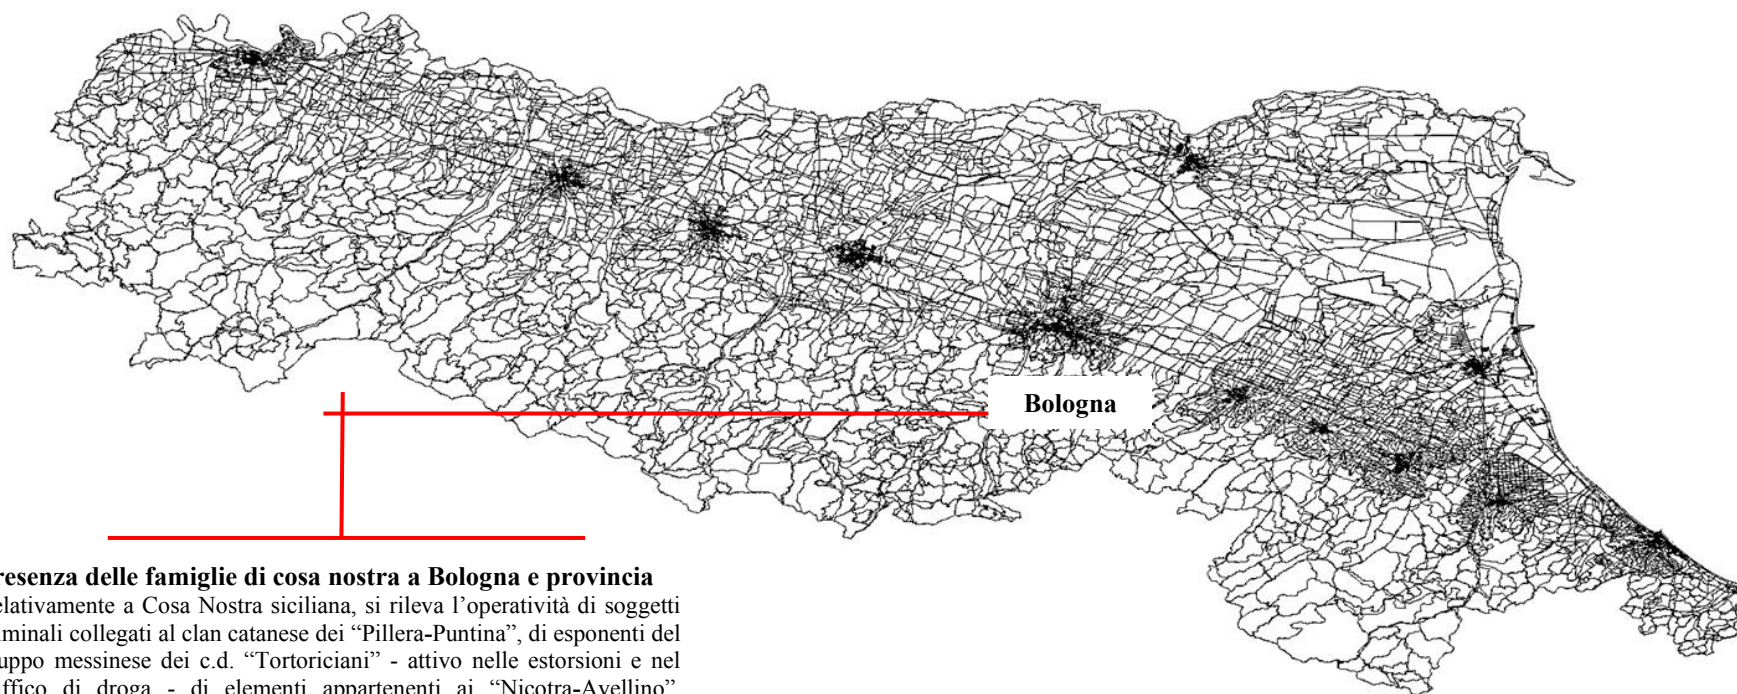 Bologna
resenza delle famiglie di cosa nostra a Bologna e provincia
elativamente a Cosa Nostra siciliana, si rileva l’operatività di soggetti
iminali collegati al clan catanese dei “Pillera-Puntina”, di esponenti del
uppo messinese dei c.d. “Tortoriciani” - attivo nelle estorsioni e nel
affico di droga - di elementi appartenenti ai “Nicotra-Avellino”,